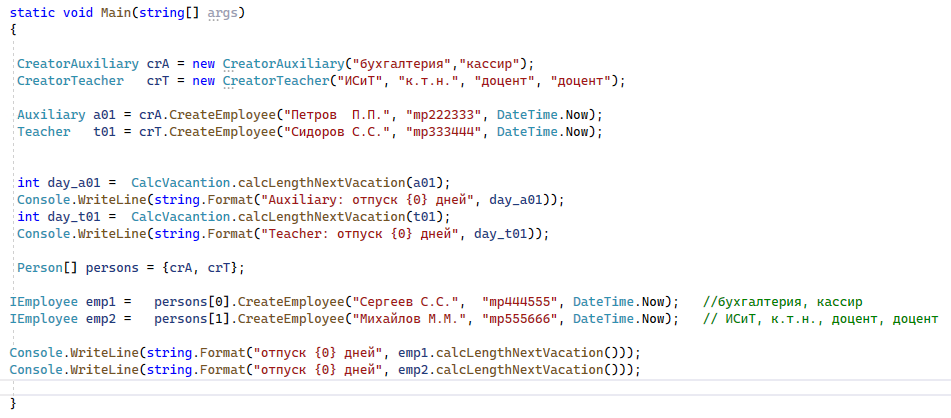 static void Main(string[] args)
{
CreatorAuxiliary crA = new CreatorAuxiliary("бухгалтерия","кассир");
CreatorTeacher crT = new CreatorTeacher("ИСиТ", "к.т.н.", "доцент", "доцент");
Auxiliary a01 = crA.CreateEmployee("Петров П.П.", "mp222333", DateTime.Now);
Teacher t01 = crT.CreateEmployee("Сидоров С.С.", "mp333444", DateTime.Now);
int day_a01 = CalcVacantion.calcLengthNextVacation(a01);
Console.WriteLine(string.Format("Auxiliary: отпуск {0} дней", day_a01));
int day_t01 = CalcVacantion.calcLengthNextVacation(t01);
Console.WriteLine(string.Format("Teacher: отпуск {0} дней", day_t01));
Person[] persons = {crA, crT};
IEmployee emp1 = persons[0].CreateEmployee("Сергеев С.С.", "mp444555", DateTime.Now); //бухгалтерия, кассир
IEmployee emp2 = persons[1].CreateEmployee("Михайлов М.М.", "mp555666", DateTime.Now); // ИСиТ, к.т.н., доцент, доцент
Console.WriteLine(string.Format("отпуск {0} дней", emp1.calcLengthNextVacation()));
Console.WriteLine(string.Format("отпуск {0} дней", emp2.calcLengthNextVacation()));
}